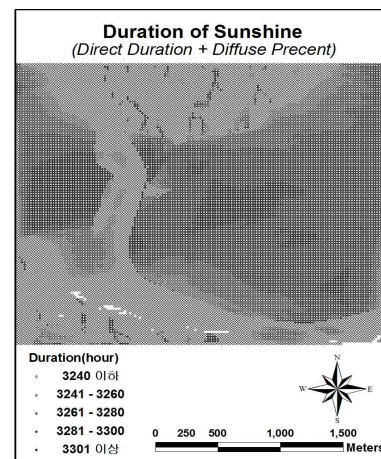 Duration of Sunshine
(Direct Duration + Diffuse Precent)
Duration(hour)
3240 이하
3241 - 3260
3261 - 3280
3281 - 3300
3301 이상
N
W E
S
0 250 500 1,000 1,500
Meters